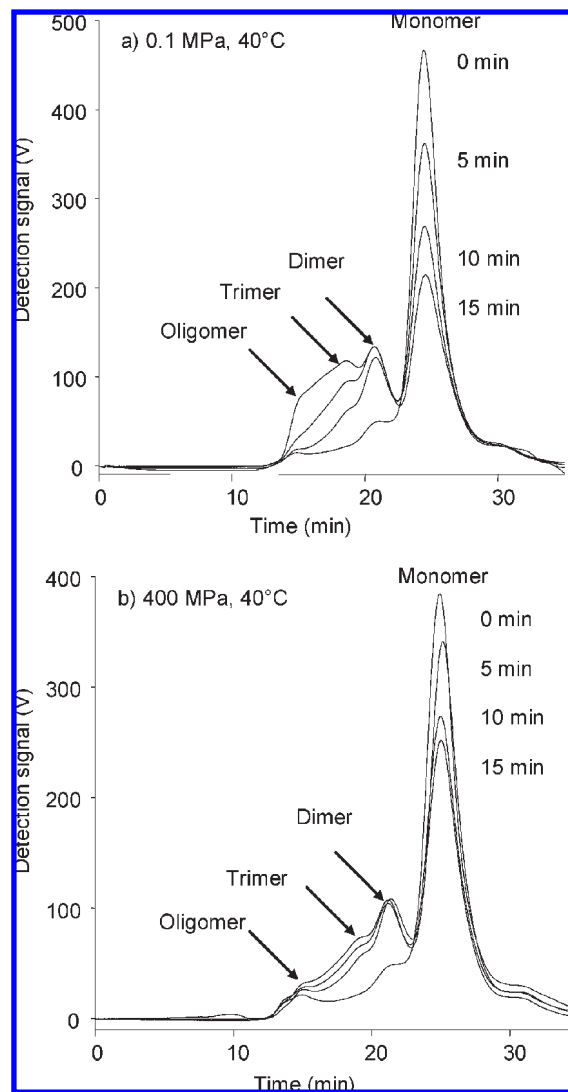 Monomer
500
a) 0.1 MPa, 40°C
0 min
400
5 min
300
Detection signal (V)
10 min
Dimer
200
Trimer
15 min
Oligomer
100
0
0 10 20 30
Time (min)
400
Monomer
b) 400 MPa, 40°C
0 min
5 min
300
10 min
15 min
Detection signal (V)
200
Dimer
Trimer
100
Oligomer
0
0 10 20 30
Time (min)